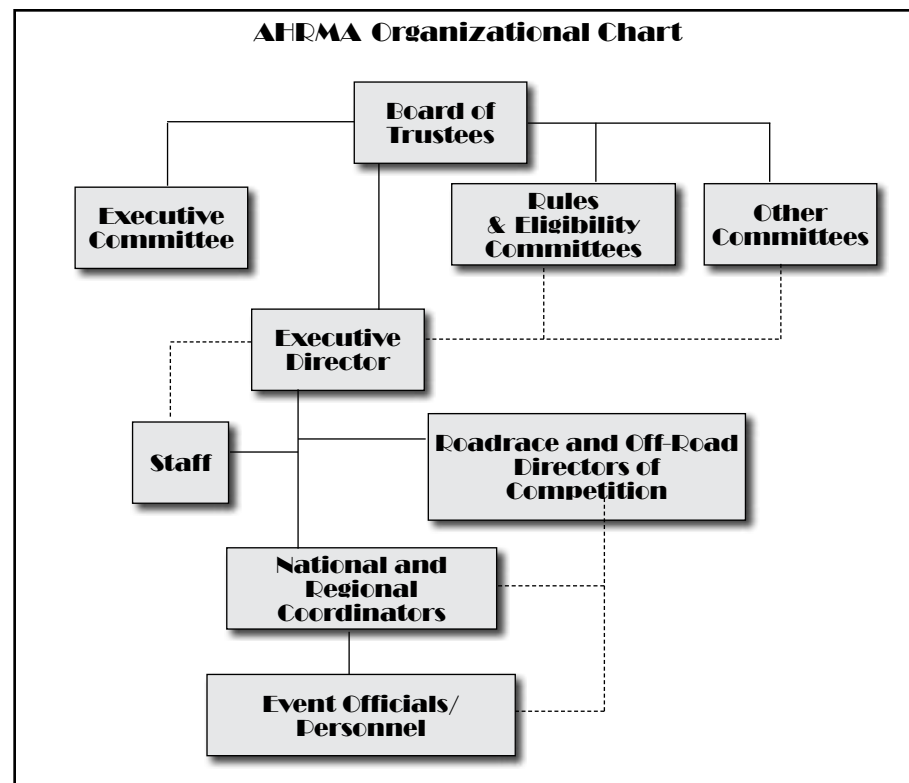 AHRMA Organizational Chart
Board of
Trustees
Executive
Committee
Rules
& Eligibility
Committees
Other
Committees
Executive
Director
Staff
Roadrace and Off-Road
Directors of
Competition
National and
Regional
Coordinators
Event Officials/
Personnel